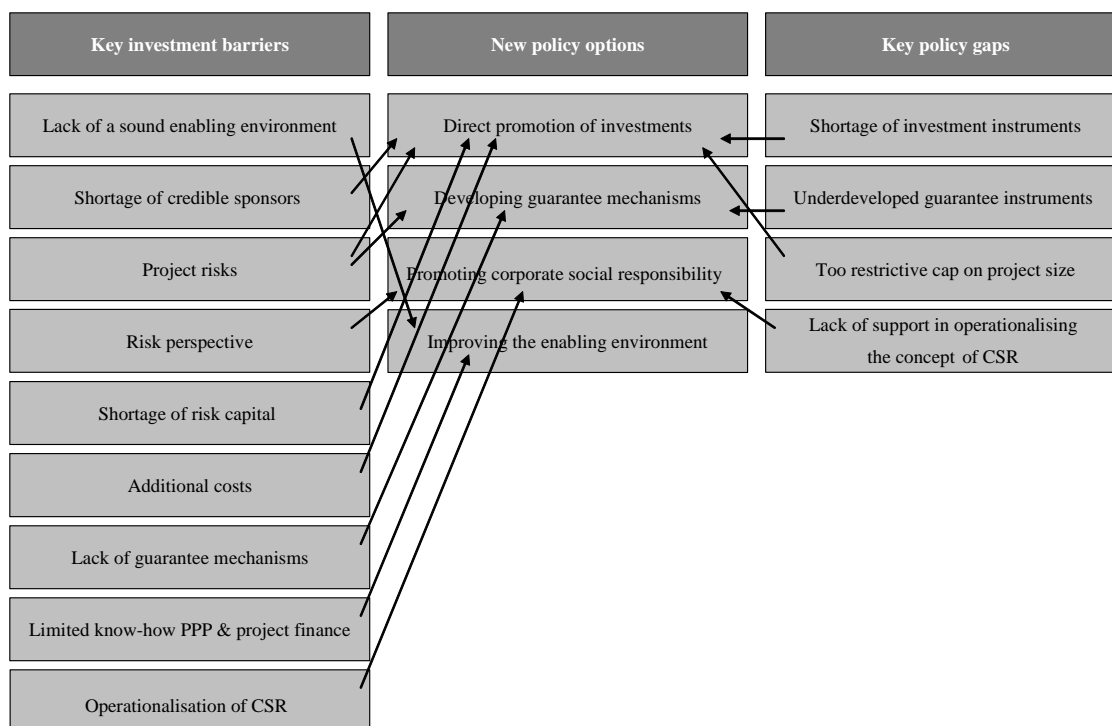 Key investment barriers
New policy options
Key policy gaps
Lack of a sound enabling environment
Direct promotion of investments
Shortage of investment instruments
Shortage of credible sponsors
Developing guarantee mechanisms
Underdeveloped guarantee instruments
Project risks
Promoting corporate social responsibility
Too restrictive cap on project size
Risk perspective
Improving the enabling environment
Lack of support in operationalising
the concept of CSR
Shortage of risk capital
Additional costs
Lack of guarantee mechanisms
Limited know-how PPP & project finance
Operationalisation of CSR